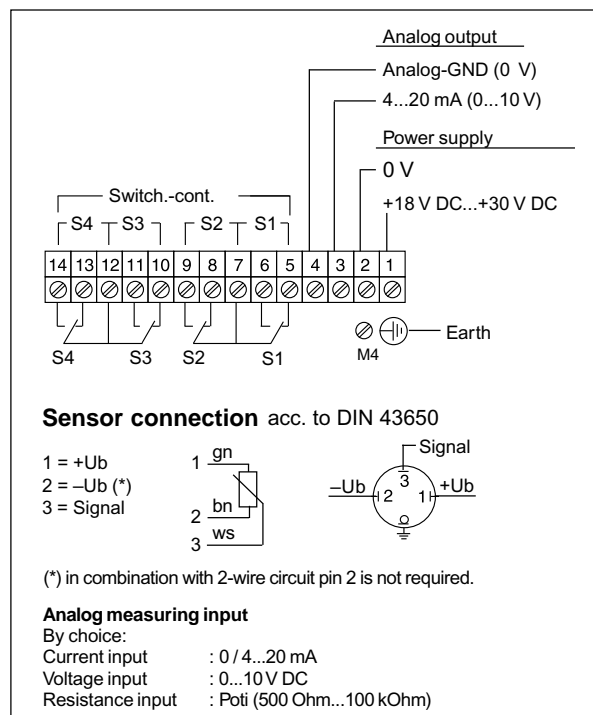 Analog output
Analog-GND (0 V)
4...20 mA (0...10 V)
Power supply
0 V
+18 V DC...+30 V DC
Switch.-cont.
S4 S3 S2 S1
14 13 12 11 10 9 8 7 6 5 4 3 2 1
S4 S3 S2 S1
M4
Earth
Sensor connection acc. to DIN 43650
1 = +Ub
2 = –Ub (*)
3 = Signal
1 gn
2 bn
3 ws
Signal
–Ub 2 3 1 +Ub
(*) in combination with 2-wire circuit pin 2 is not required.
Analog measuring input
By choice:
Current input : 0 / 4...20 mA
Voltage input : 0...10 V DC
Resistance input : Poti (500 Ohm...100 kOhm)